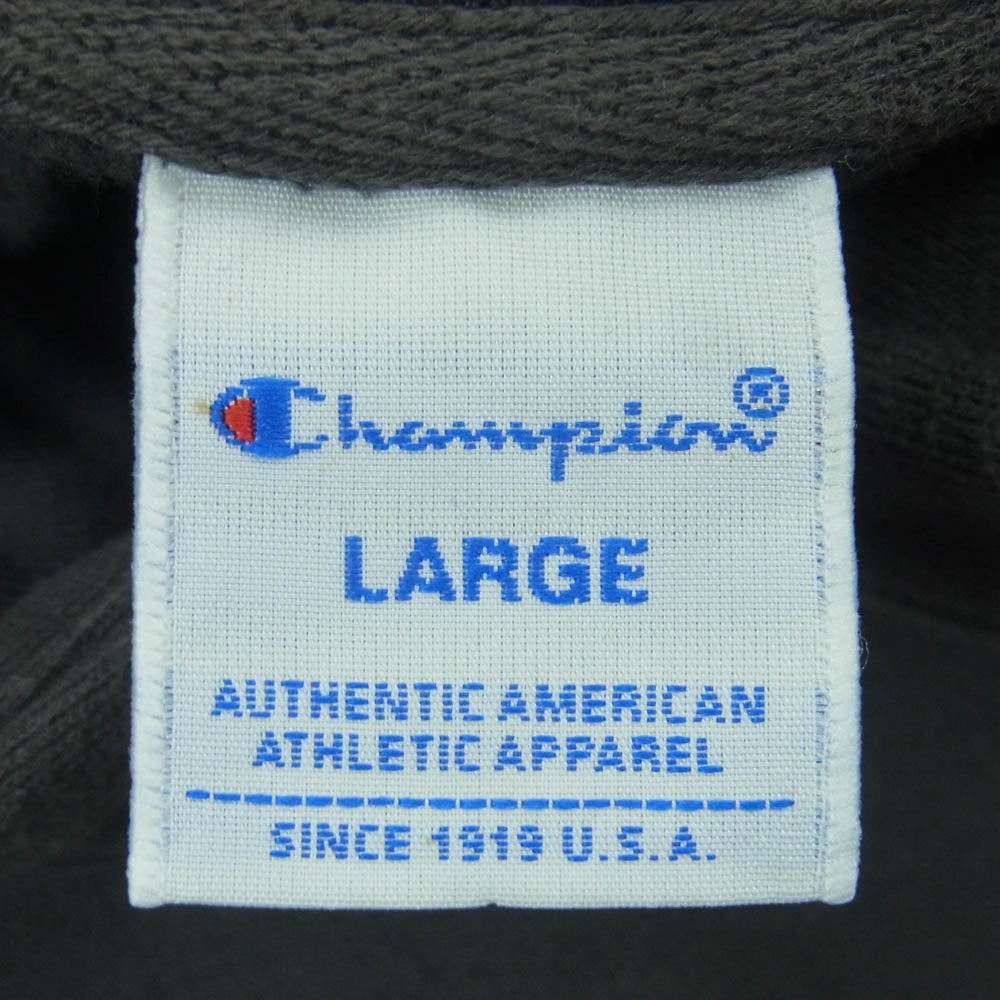 Champion®
LARGE
AUTHENTIC AMERICAN
ATHLETIC APPAREL
SINCE 1919 U.S.A.